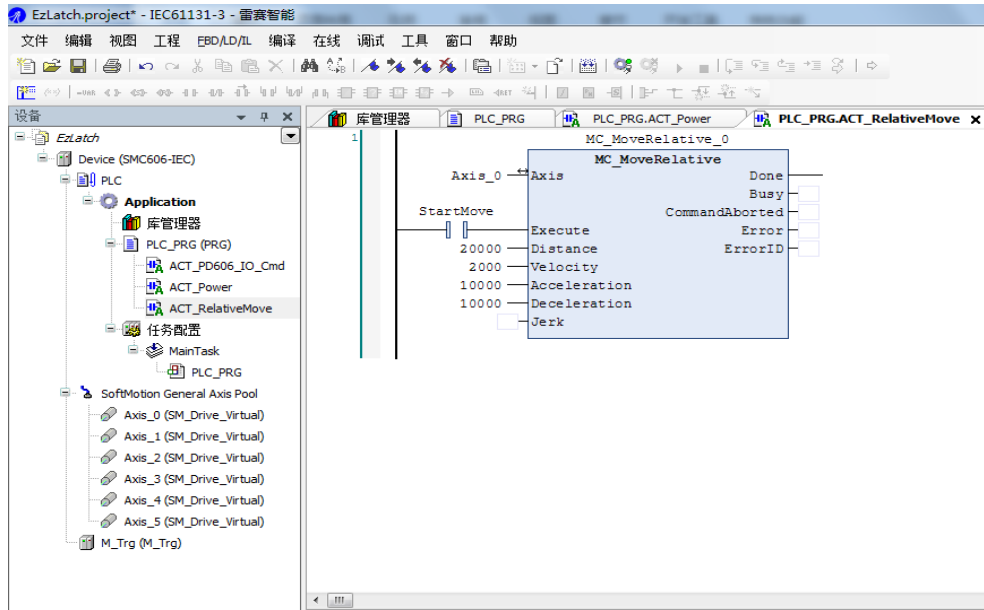 EzLatch.project* - IEC61131-3 - 雷赛智能
文件 编辑 视图 工程 FBD/LD/IL 编译 在线 调试 工具 窗口 帮助
设备
库管理器 PLC_PRG PLC_PRG.ACT_Power PLC_PRG.ACT_RelativeMove
EzLatch
Device (SMC606-IEC)
PLC
Application
库管理器
PLC_PRG (PRG)
ACT_PD606_IO_Cmd
ACT_Power
ACT_RelativeMove
任务配置
MainTask
PLC_PRG
SoftMotion General Axis Pool
Axis_0 (SM_Drive_Virtual)
Axis_1 (SM_Drive_Virtual)
Axis_2 (SM_Drive_Virtual)
Axis_3 (SM_Drive_Virtual)
Axis_4 (SM_Drive_Virtual)
Axis_5 (SM_Drive_Virtual)
M_Trg (M_Trg)
1
MC_MoveRelative_0
MC_MoveRelative
Axis_0 Axis Done
Busy
StartMove CommandAborted
Execute Error
20000 Distance ErrorID
2000 Velocity
10000 Acceleration
10000 Deceleration
Jerk